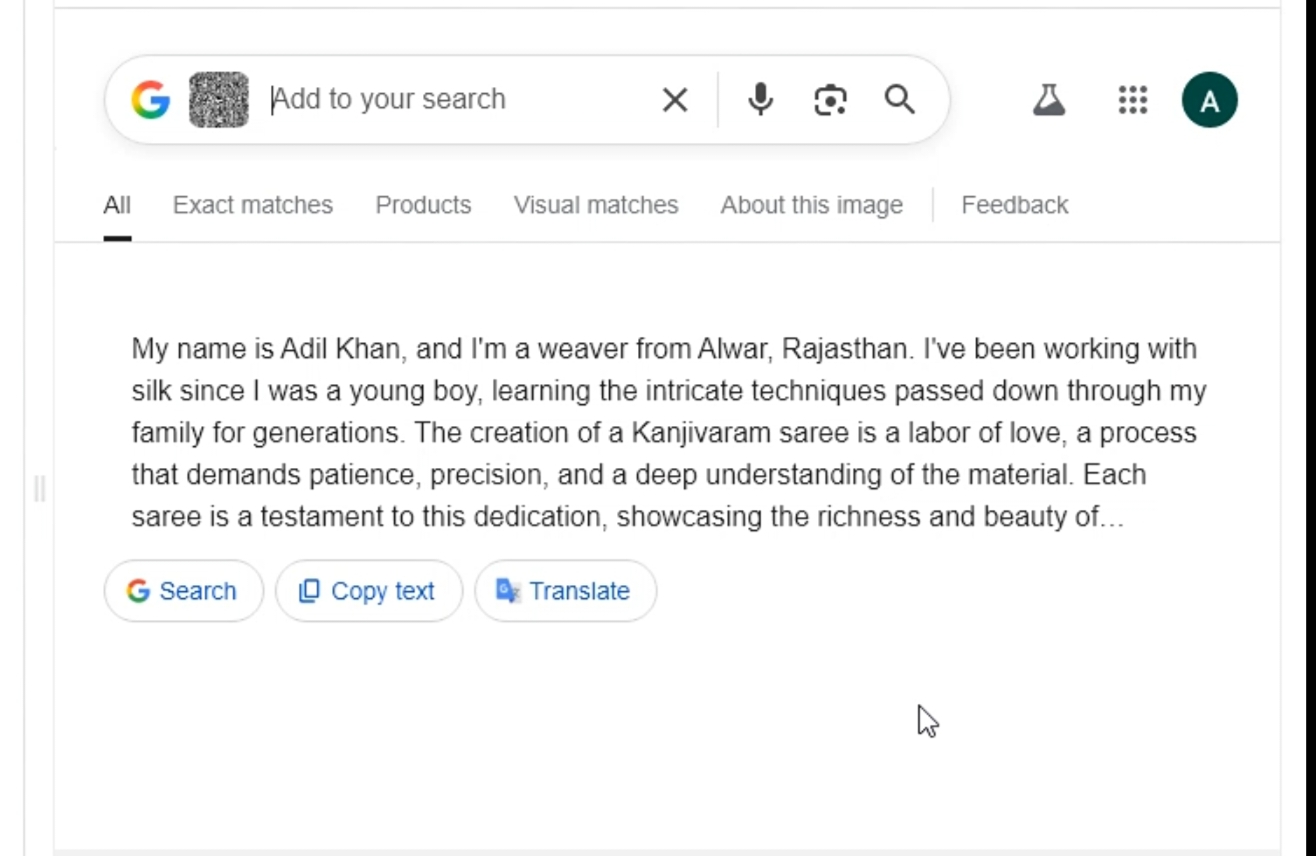 Add to your search
A
All Exact matches Products Visual matches About this image Feedback
My name is Adil Khan, and I'm a weaver from Alwar, Rajasthan. I've been working with
silk since I was a young boy, learning the intricate techniques passed down through my
family for generations. The creation of a Kanjivaram saree is a labor of love, a process
that demands patience, precision, and a deep understanding of the material. Each
saree is a testament to this dedication, showcasing the richness and beauty of...
Search Copy text Translate